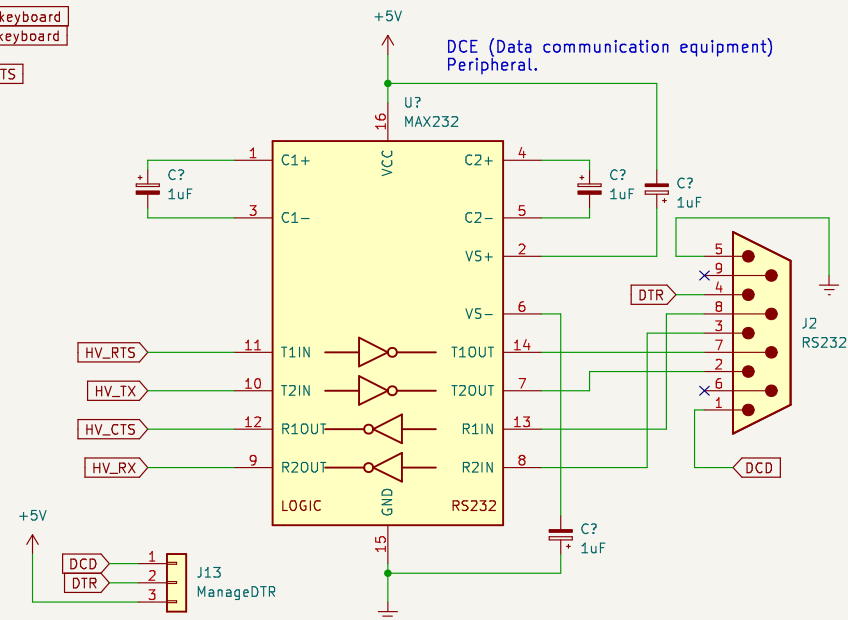 keyboard
keyboard
TS
+5V
DCE (Data communication equipment)
Peripheral.
U?
MAX232
16
VCC
1
C1+
C2+
4
+
C?
1uF
+
C?
1uF
C?
1uF
+
3
C1-
C2-
5
VS+
2
5
9
DTR
4
8
VS-
6
3
J2
RS232
HV_RTS
11
T1IN
T1OUT
14
7
2
HV_TX
10
T2IN
T2OUT
7
6
1
HV_CTS
12
R1OUT
R1IN
13
HV_RX
9
R2OUT
R2IN
8
DCD
GND
LOGIC
RS232
15
+5V
C?
1uF
+
DCD
1
DTR
2
3
J13
ManageDTR